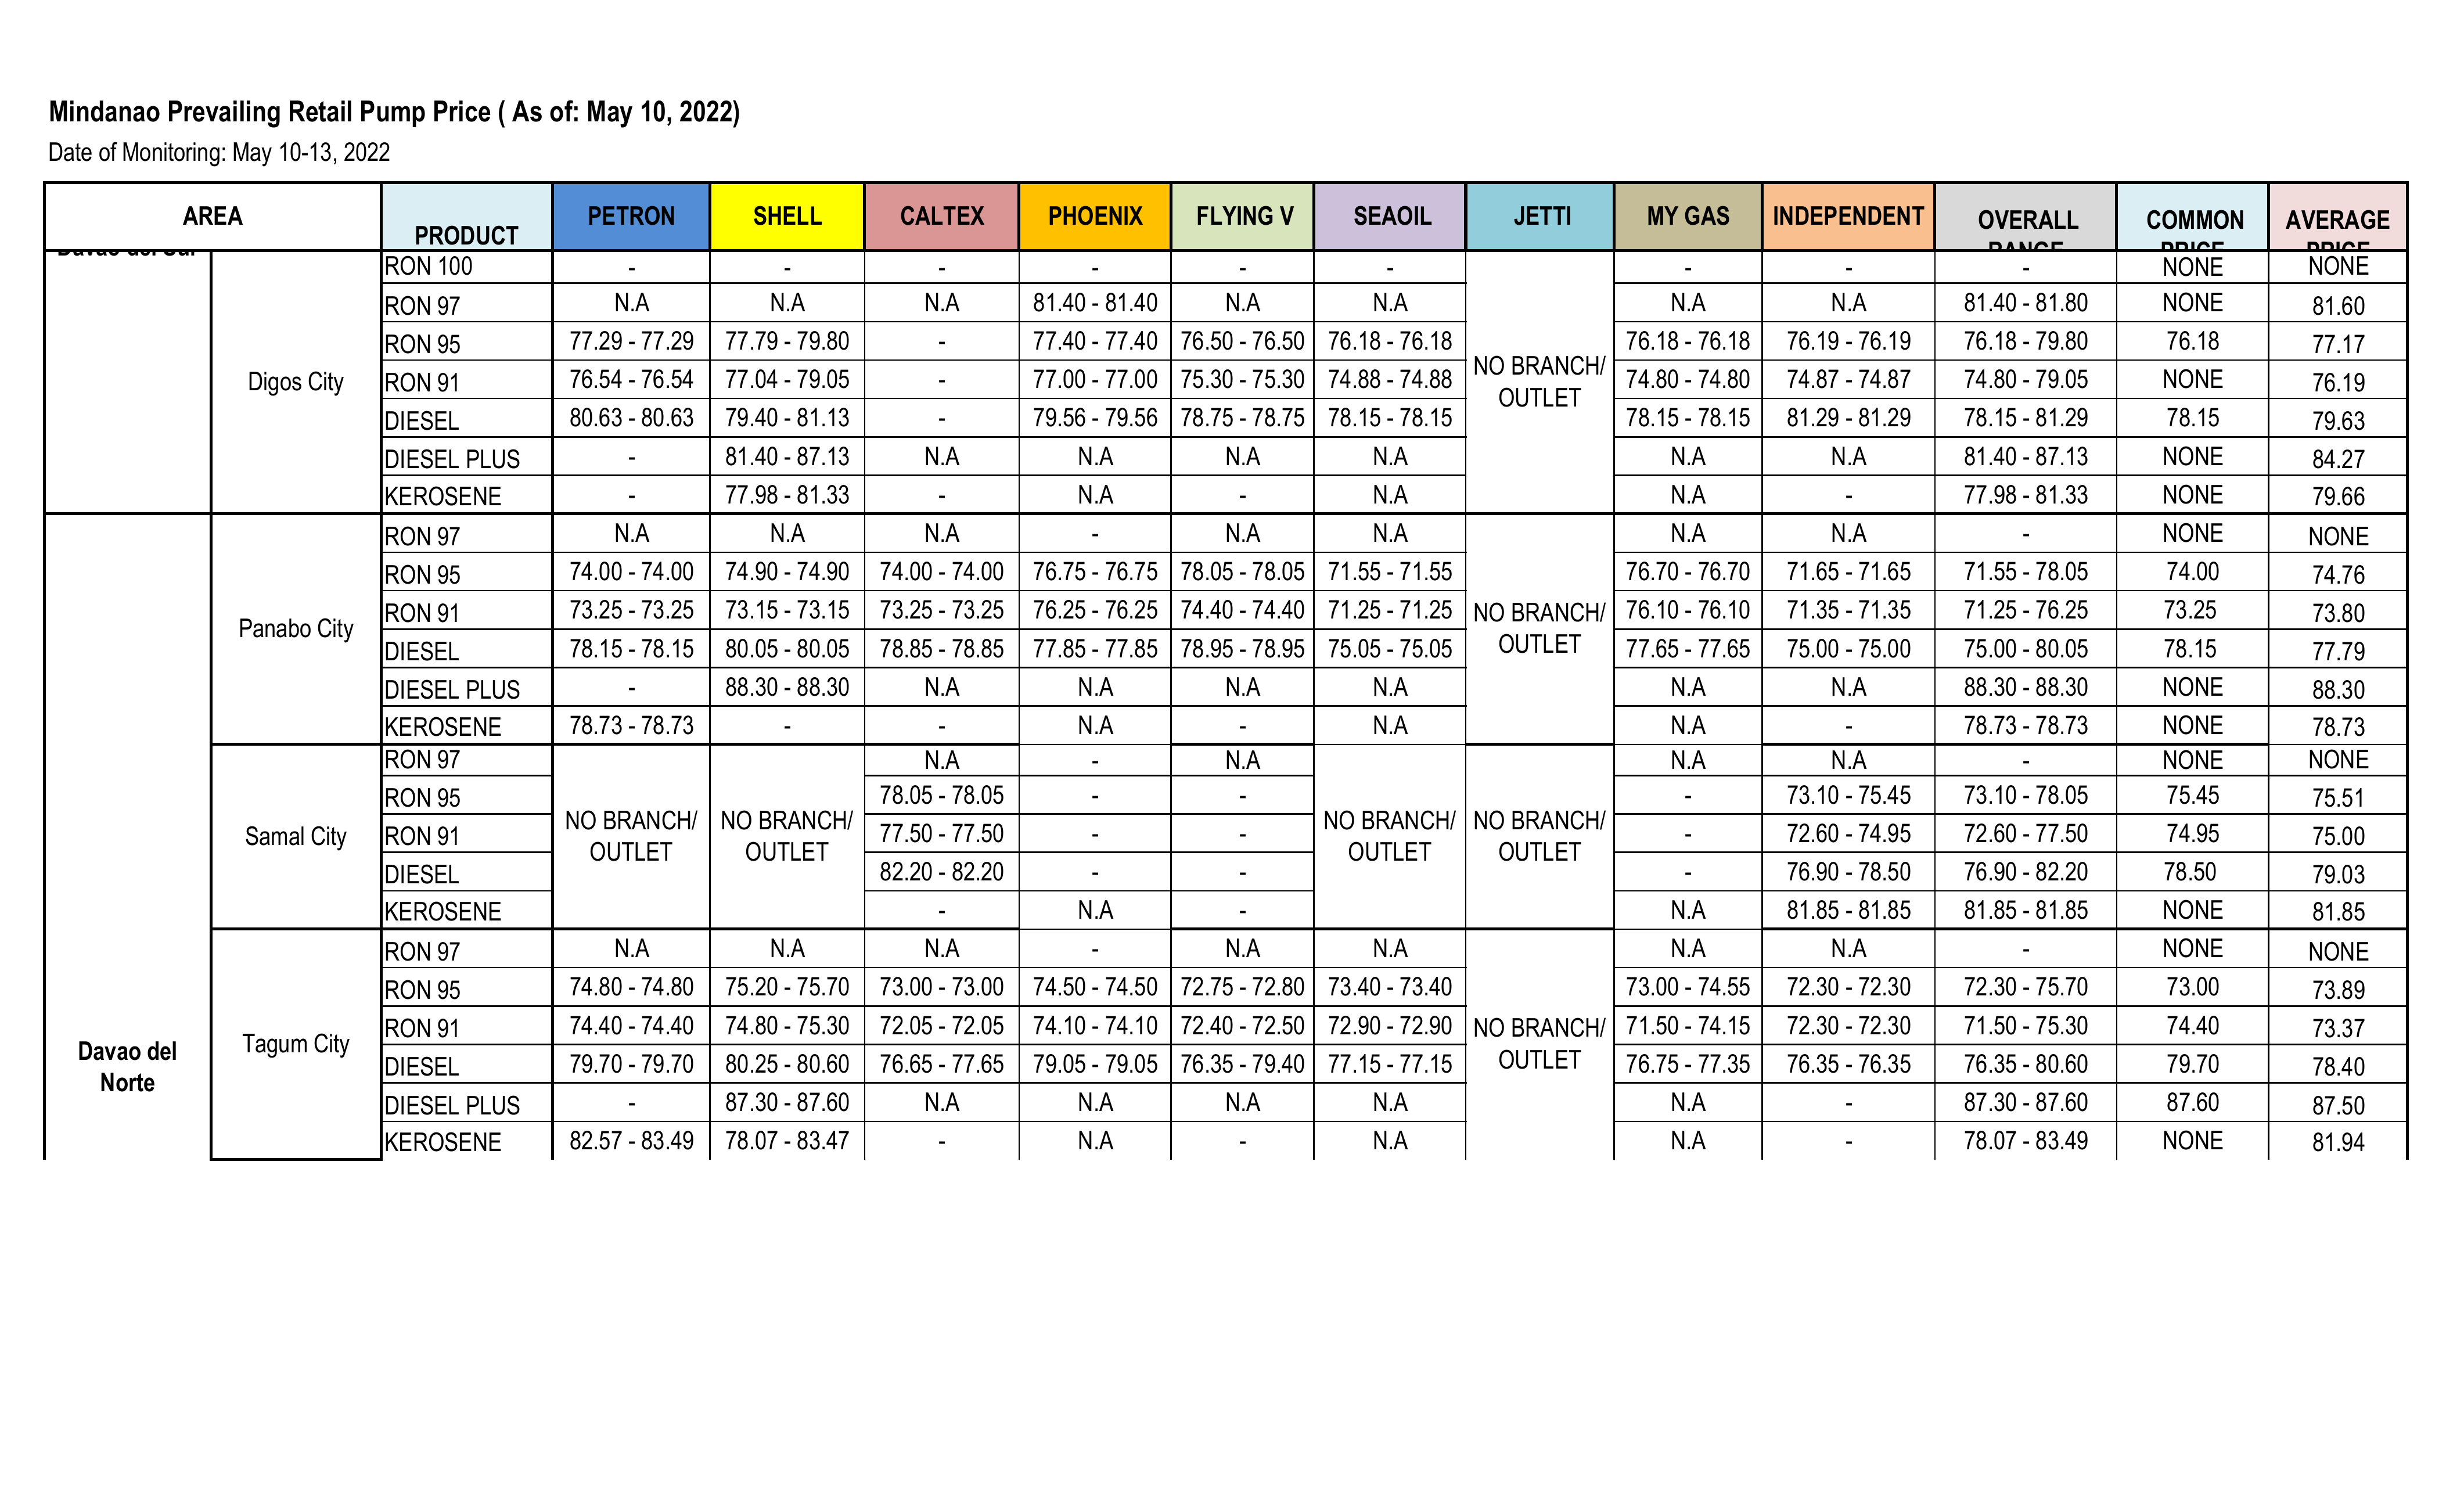 Mindanao Prevailing Retail Pump Price ( As of: May 10, 2022)
Date of Monitoring: May 10-13, 2022
AREA PRODUCT PETRON SHELL CALTEX PHOENIX FLYING V SEAOIL JETTI MY GAS INDEPENDENT OVERALL RANGE COMMON PRICE AVERAGE PRICE
Davao del Sur
Digos City
RON 100 - - - - - - - - - NONE NONE
RON 97 N.A N.A N.A 81.40 - 81.40 N.A N.A N.A N.A 81.40 - 81.80 NONE 81.60
RON 95 77.29 - 77.29 77.79 - 79.80 - 77.40 - 77.40 76.50 - 76.50 76.18 - 76.18 76.18 - 76.18 76.19 - 76.19 76.18 - 79.80 76.18 77.17
NO BRANCH/
OUTLET
RON 91 76.54 - 76.54 77.04 - 79.05 - 77.00 - 77.00 75.30 - 75.30 74.88 - 74.88 74.80 - 74.80 74.87 - 74.87 74.80 - 79.05 NONE 76.19
DIESEL 80.63 - 80.63 79.40 - 81.13 - 79.56 - 79.56 78.75 - 78.75 78.15 - 78.15 78.15 - 78.15 81.29 - 81.29 78.15 - 81.29 78.15 79.63
DIESEL PLUS - 81.40 - 87.13 N.A N.A N.A N.A N.A N.A 81.40 - 87.13 NONE 84.27
KEROSENE - 77.98 - 81.33 - N.A - N.A N.A - 77.98 - 81.33 NONE 79.66
Davao del
Norte
Panabo City
RON 97 N.A N.A N.A - N.A N.A N.A N.A - NONE NONE
RON 95 74.00 - 74.00 74.90 - 74.90 74.00 - 74.00 76.75 - 76.75 78.05 - 78.05 71.55 - 71.55 76.70 - 76.70 71.65 - 71.65 71.55 - 78.05 74.00 74.76
RON 91 73.25 - 73.25 73.15 - 73.15 73.25 - 73.25 76.25 - 76.25 74.40 - 74.40 71.25 - 71.25 76.10 - 76.10 71.35 - 71.35 71.25 - 76.25 73.25 73.80
NO BRANCH/
OUTLET
DIESEL 78.15 - 78.15 80.05 - 80.05 78.85 - 78.85 77.85 - 77.85 78.95 - 78.95 75.05 - 75.05 77.65 - 77.65 75.00 - 75.00 75.00 - 80.05 78.15 77.79
DIESEL PLUS - 88.30 - 88.30 N.A N.A N.A N.A N.A N.A 88.30 - 88.30 NONE 88.30
KEROSENE 78.73 - 78.73 - - N.A - N.A N.A - 78.73 - 78.73 NONE 78.73
Samal City
RON 97 N.A - N.A N.A N.A - NONE NONE
RON 95 78.05 - 78.05 - - - 73.10 - 75.45 73.10 - 78.05 75.45 75.51
NO BRANCH/ NO BRANCH/ NO BRANCH/ NO BRANCH/
OUTLET OUTLET OUTLET OUTLET
RON 91 77.50 - 77.50 - - - 72.60 - 74.95 72.60 - 77.50 74.95 75.00
DIESEL 82.20 - 82.20 - - - 76.90 - 78.50 76.90 - 82.20 78.50 79.03
KEROSENE - N.A - N.A 81.85 - 81.85 81.85 - 81.85 NONE 81.85
Tagum City
RON 97 N.A N.A N.A - N.A N.A N.A N.A - NONE NONE
RON 95 74.80 - 74.80 75.20 - 75.70 73.00 - 73.00 74.50 - 74.50 72.75 - 72.80 73.40 - 73.40 73.00 - 74.55 72.30 - 72.30 72.30 - 75.70 73.00 73.89
RON 91 74.40 - 74.40 74.80 - 75.30 72.05 - 72.05 74.10 - 74.10 72.40 - 72.50 72.90 - 72.90 71.50 - 74.15 72.30 - 72.30 71.50 - 75.30 74.40 73.37
NO BRANCH/
OUTLET
DIESEL 79.70 - 79.70 80.25 - 80.60 76.65 - 77.65 79.05 - 79.05 76.35 - 79.40 77.15 - 77.15 76.75 - 77.35 76.35 - 76.35 76.35 - 80.60 79.70 78.40
DIESEL PLUS - 87.30 - 87.60 N.A N.A N.A N.A N.A - 87.30 - 87.60 87.60 87.50
KEROSENE 82.57 - 83.49 78.07 - 83.47 - N.A - N.A N.A - 78.07 - 83.49 NONE 81.94